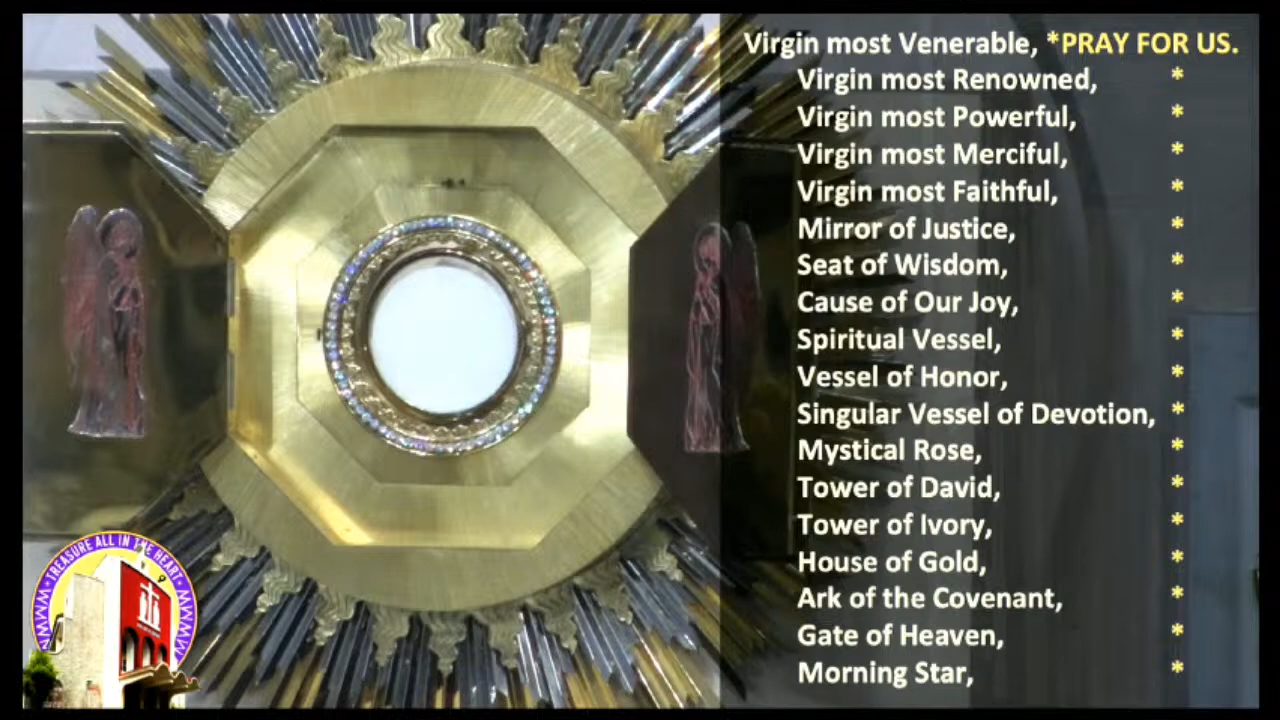 Virgin most Venerable, *PRAY FOR US.
Virgin most Renowned, *
Virgin most Powerful, *
Virgin most Merciful, *
Virgin most Faithful, *
Mirror of Justice, *
Seat of Wisdom, *
Cause of Our Joy, *
Spiritual Vessel, *
Vessel of Honor, *
Singular Vessel of Devotion, *
Mystical Rose, *
Tower of David, *
Tower of Ivory, *
House of Gold, *
Ark of the Covenant, *
Gate of Heaven, *
Morning Star, *
TREASURE ALL IN THE HEART